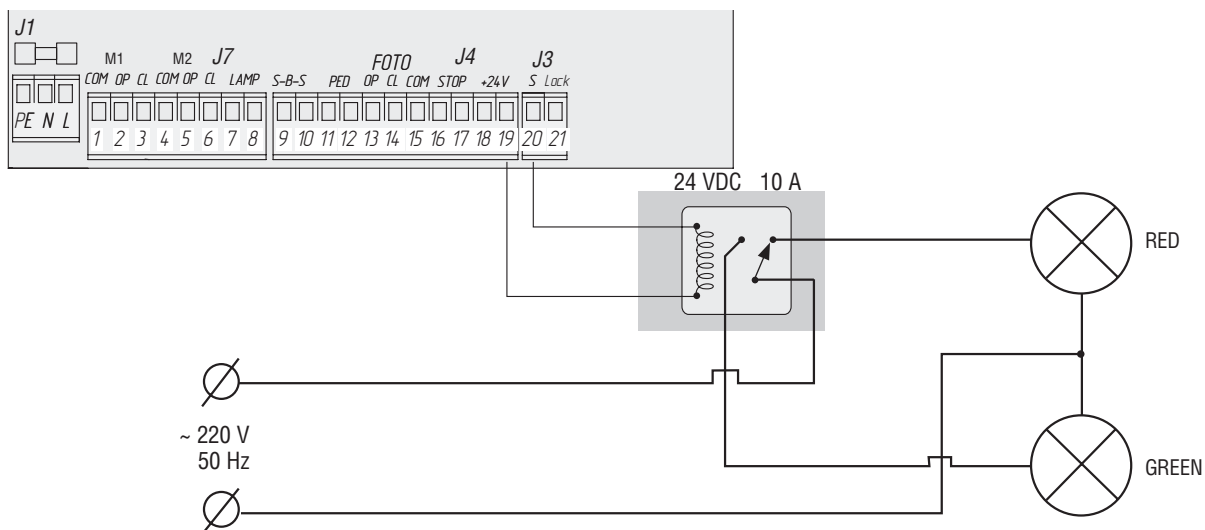 J1
M1 M2 J7 FOTO J4 J3
COM OP CL COM OP CL LAMP S-B-S PED OP CL COM STOP +24V S Lock
PE N L
1 2 3 4 5 6 7 8 9 10 11 12 13 14 15 16 17 18 19 20 21
24 VDC 10 A
RED
~ 220 V
50 Hz
GREEN